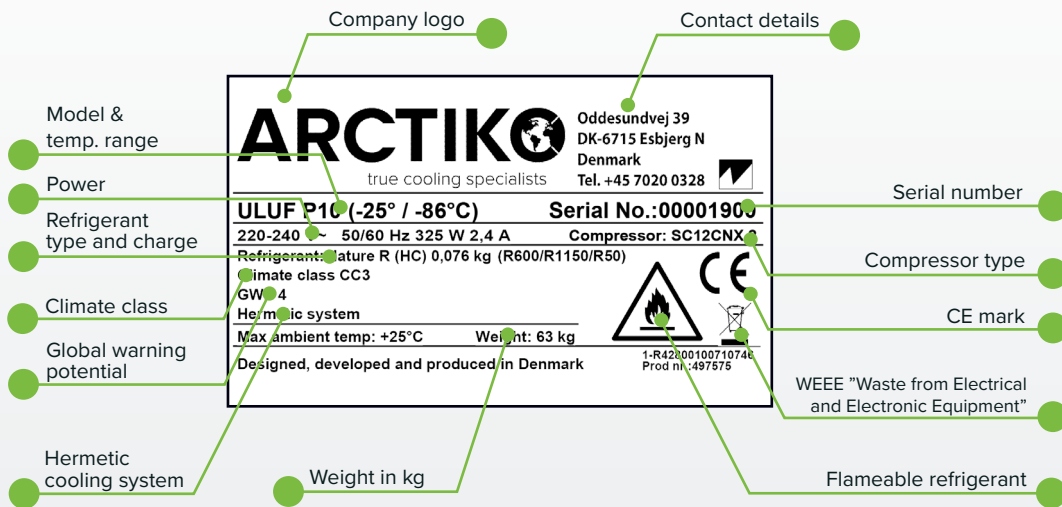 Company logo
Contact details
Model &
temp. range
Power
Refrigerant
type and charge
Climate class
Global warning
potential
Hermetic
cooling system
Weight in kg
ARCTIKO
true cooling specialists
Oddesundvej 39
DK-6715 Esbjerg N
Denmark
Tel. +45 7020 0328
ULUF P10 (-25° / -86°C) Serial No.:00001900
220-240 ~ 50/60 Hz 325 W 2,4 A Compressor: SC12CNX
Refrigerant: Nature R (HC) 0,076 kg (R600/R1150/R50)
Climate class CC3
4
Hermetic system
Max ambient temp: +25°C Weight: 63 kg
Designed, developed and produced in Denmark
CE
Prod nr.:497575
Serial number
Compressor type
CE mark
WEEE ”Waste from Electrical
and Electronic Equipment”
Flameable refrigerant